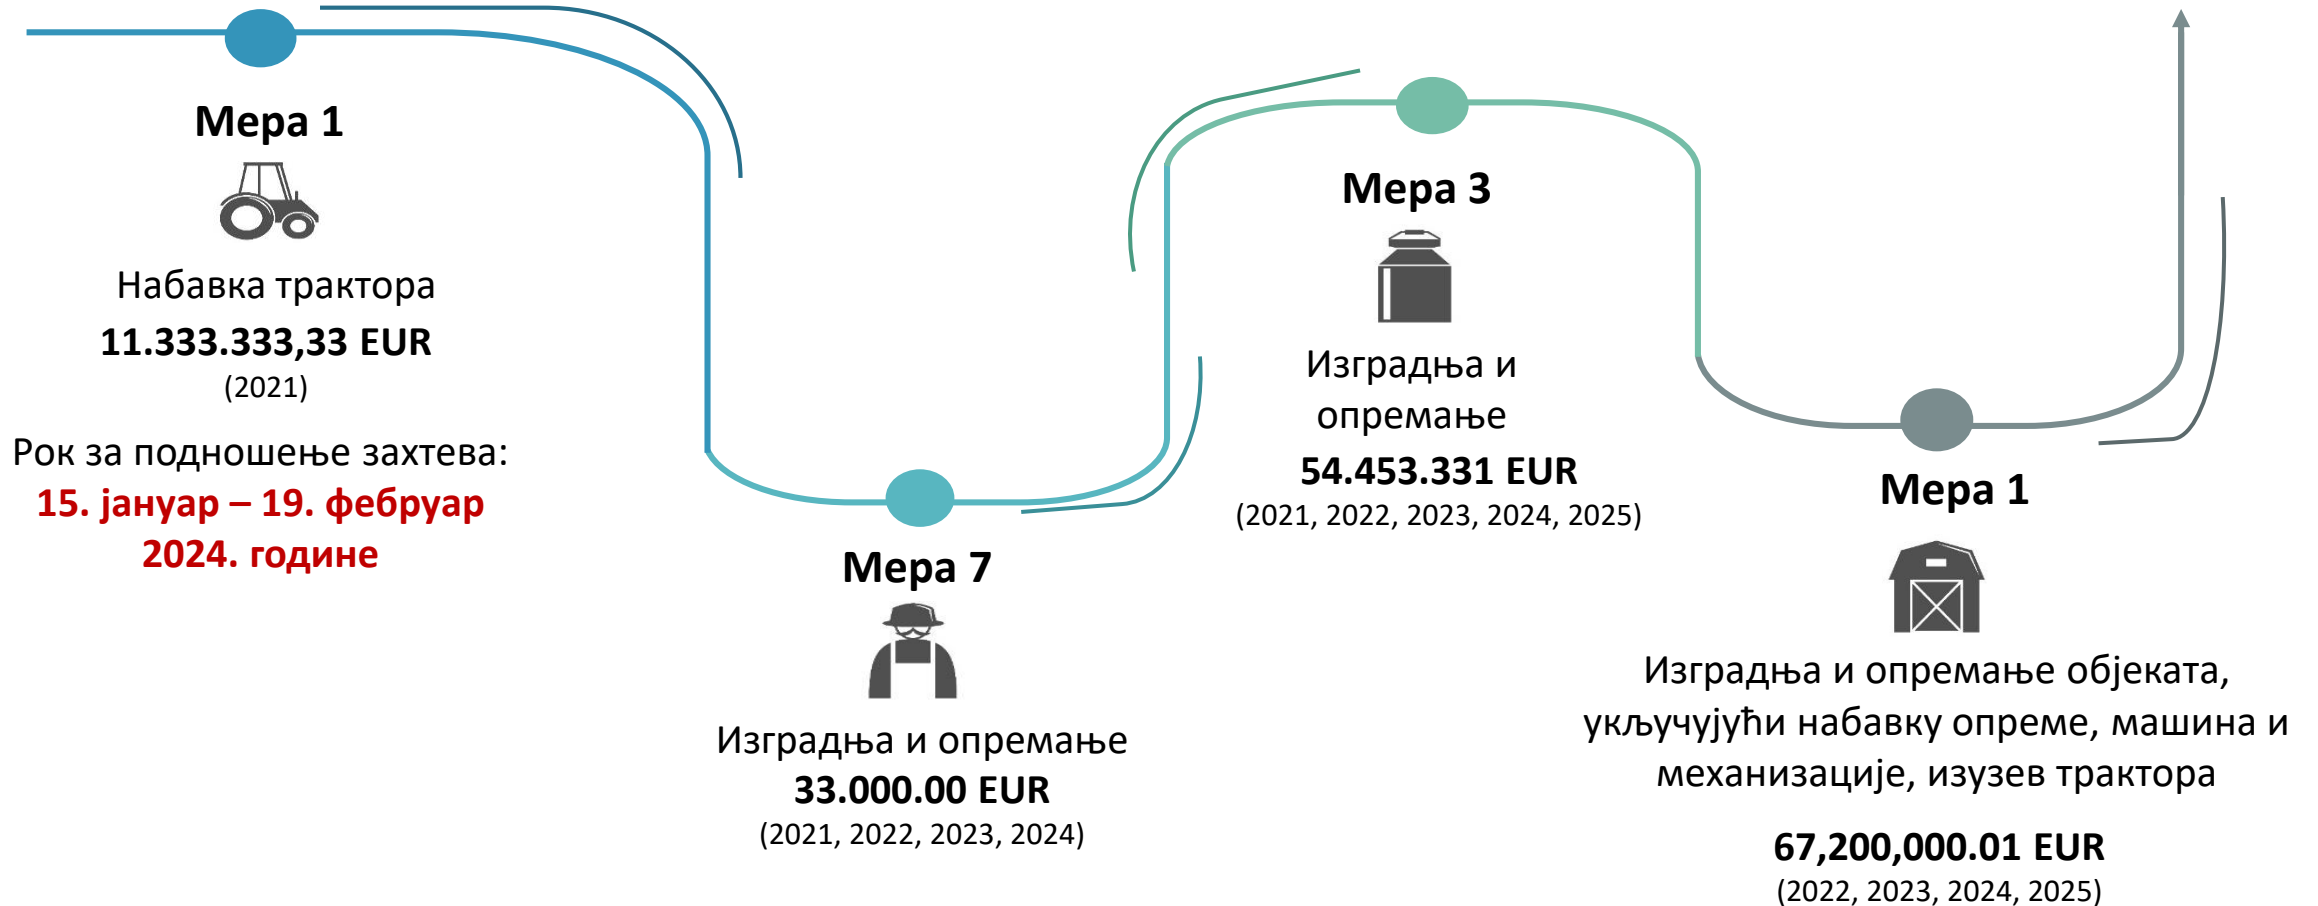 Мера 1
Набавка трактора
11.333.333,33 EUR
(2021)
Рок за подношење захтева:
15. јануар – 19. фебруар
2024. године
Мера 7
Изградња и опремање
33.000.00 EUR
(2021, 2022, 2023, 2024)
Мера 3
Изградња и
опремање
54.453.331 EUR
(2021, 2022, 2023, 2024, 2025)
Мера 1
Изградња и опремање објеката,
укључујући набавку опреме, машина и
механизације, изузев трактора
67,200,000.01 EUR
(2022, 2023, 2024, 2025)